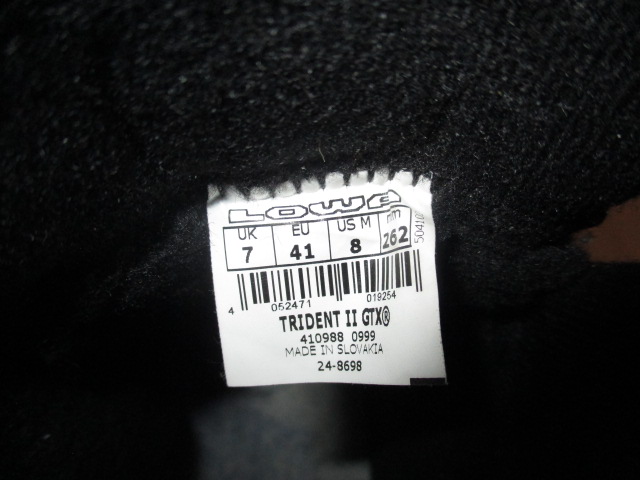 LOWA
UK EU US M mm
7 41 8 262
4 052471 019254
TRIDENT II GTX®
410988 0999
MADE IN SLOVAKIA
24-8698